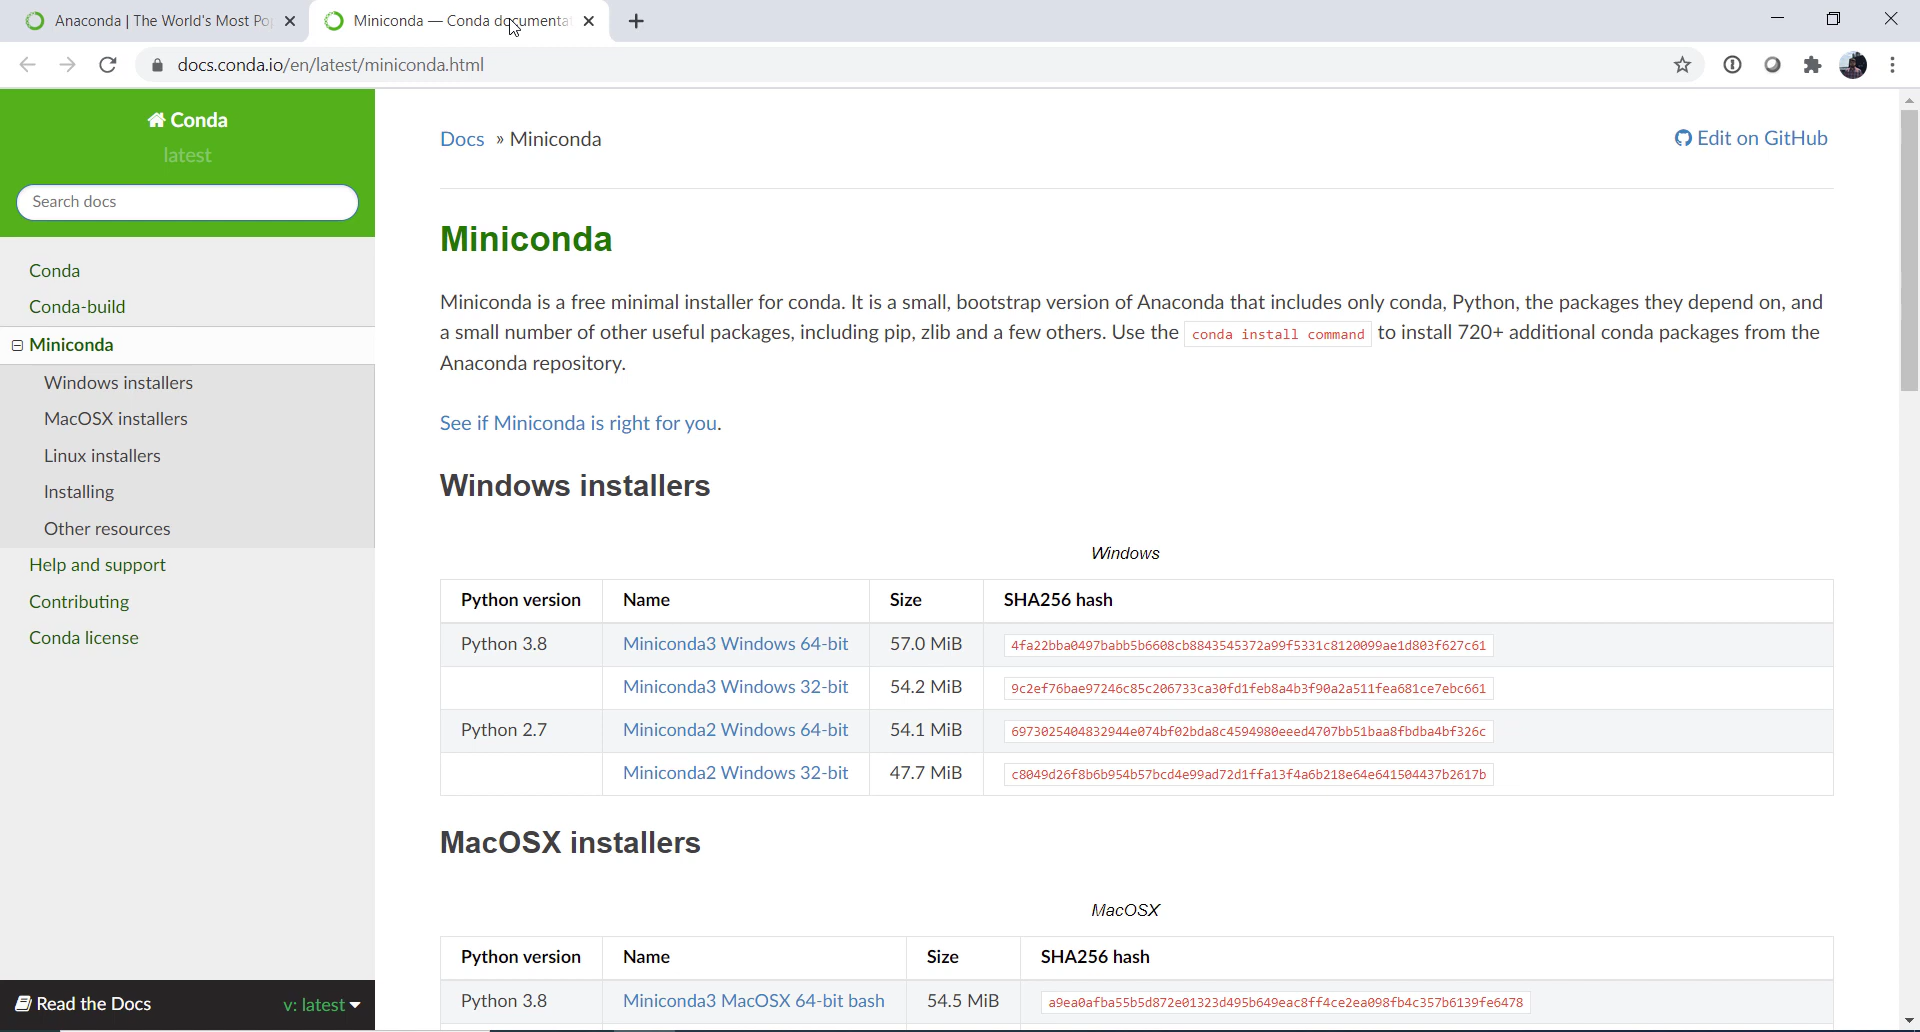 Anaconda | The World's Most Po
Miniconda — Conda documenta
docs.conda.io/en/latest/miniconda.html
Conda
latest
Search docs
Conda
Conda-build
Miniconda
Windows installers
MacOSX installers
Linux installers
Installing
Other resources
Help and support
Contributing
Conda license
Read the Docs
v: latest
Docs » Miniconda
Edit on GitHub
Miniconda
Miniconda is a free minimal installer for conda. It is a small, bootstrap version of Anaconda that includes only conda, Python, the packages they depend on, and
a small number of other useful packages, including pip, zlib and a few others. Use the conda install command to install 720+ additional conda packages from the
Anaconda repository.
See if Miniconda is right for you.
Windows installers
Windows
Python version Name Size SHA256 hash
Python 3.8 Miniconda3 Windows 64-bit 57.0 MiB 4fa22bba0497babb5b6608cb8843545372a99f5331c8120099ae1d803f627c61
Miniconda3 Windows 32-bit 54.2 MiB 9c2ef76bae97246c85c206733ca30fd1feb8a4b3f90a2a511fea681ce7ebc661
Python 2.7 Miniconda2 Windows 64-bit 54.1 MiB 6973025404832944e074bf02bda8c4594980eeed4707bb51baa8fbdba4bf326c
Miniconda2 Windows 32-bit 47.7 MiB c8049d26f8b6b954b57bcd4e99ad72d1ffa13f4a6b218e64e641504437b2617b
MacOSX installers
MacOSX
Python version Name Size SHA256 hash
Python 3.8 Miniconda3 MacOSX 64-bit bash 54.5 MiB a9ea0afba55b5d872e01323d495b649eac8ff4ce2ea098fb4c357b6139fe6478